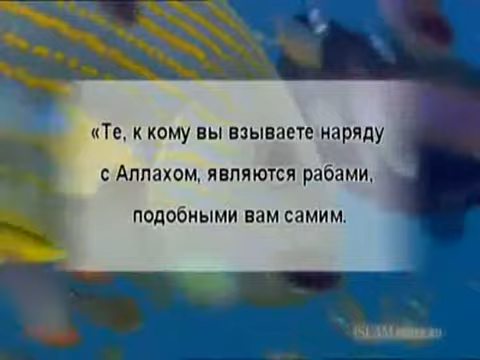 «Те, к кому вы взываете наряду
с Аллахом, являются рабами,
подобными вам самим.